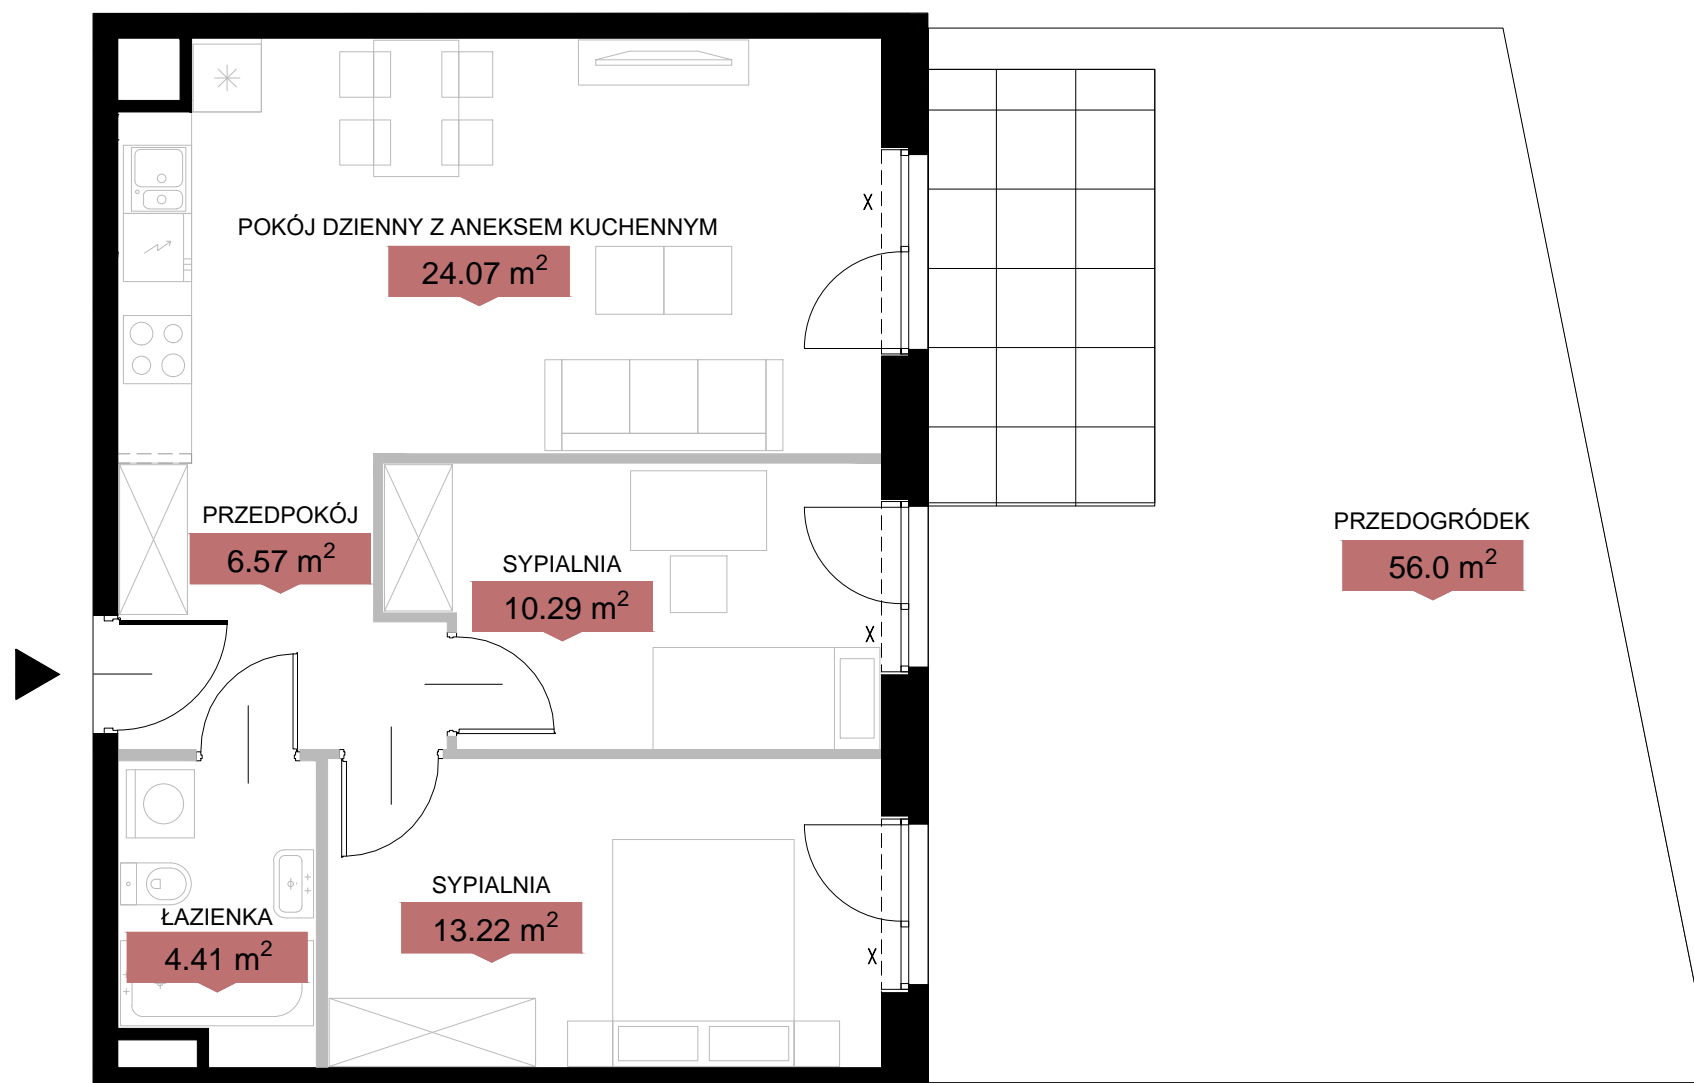 POKÓJ DZIENNY Z ANEKSEM KUCHENNYM
24.07 m²
PRZEDPOKÓJ
6.57 m²
SYPIALNIA
10.29 m²
PRZEDOGRÓDEK
56.0 m²
SYPIALNIA
13.22 m²
ŁAZIENKA
4.41 m²